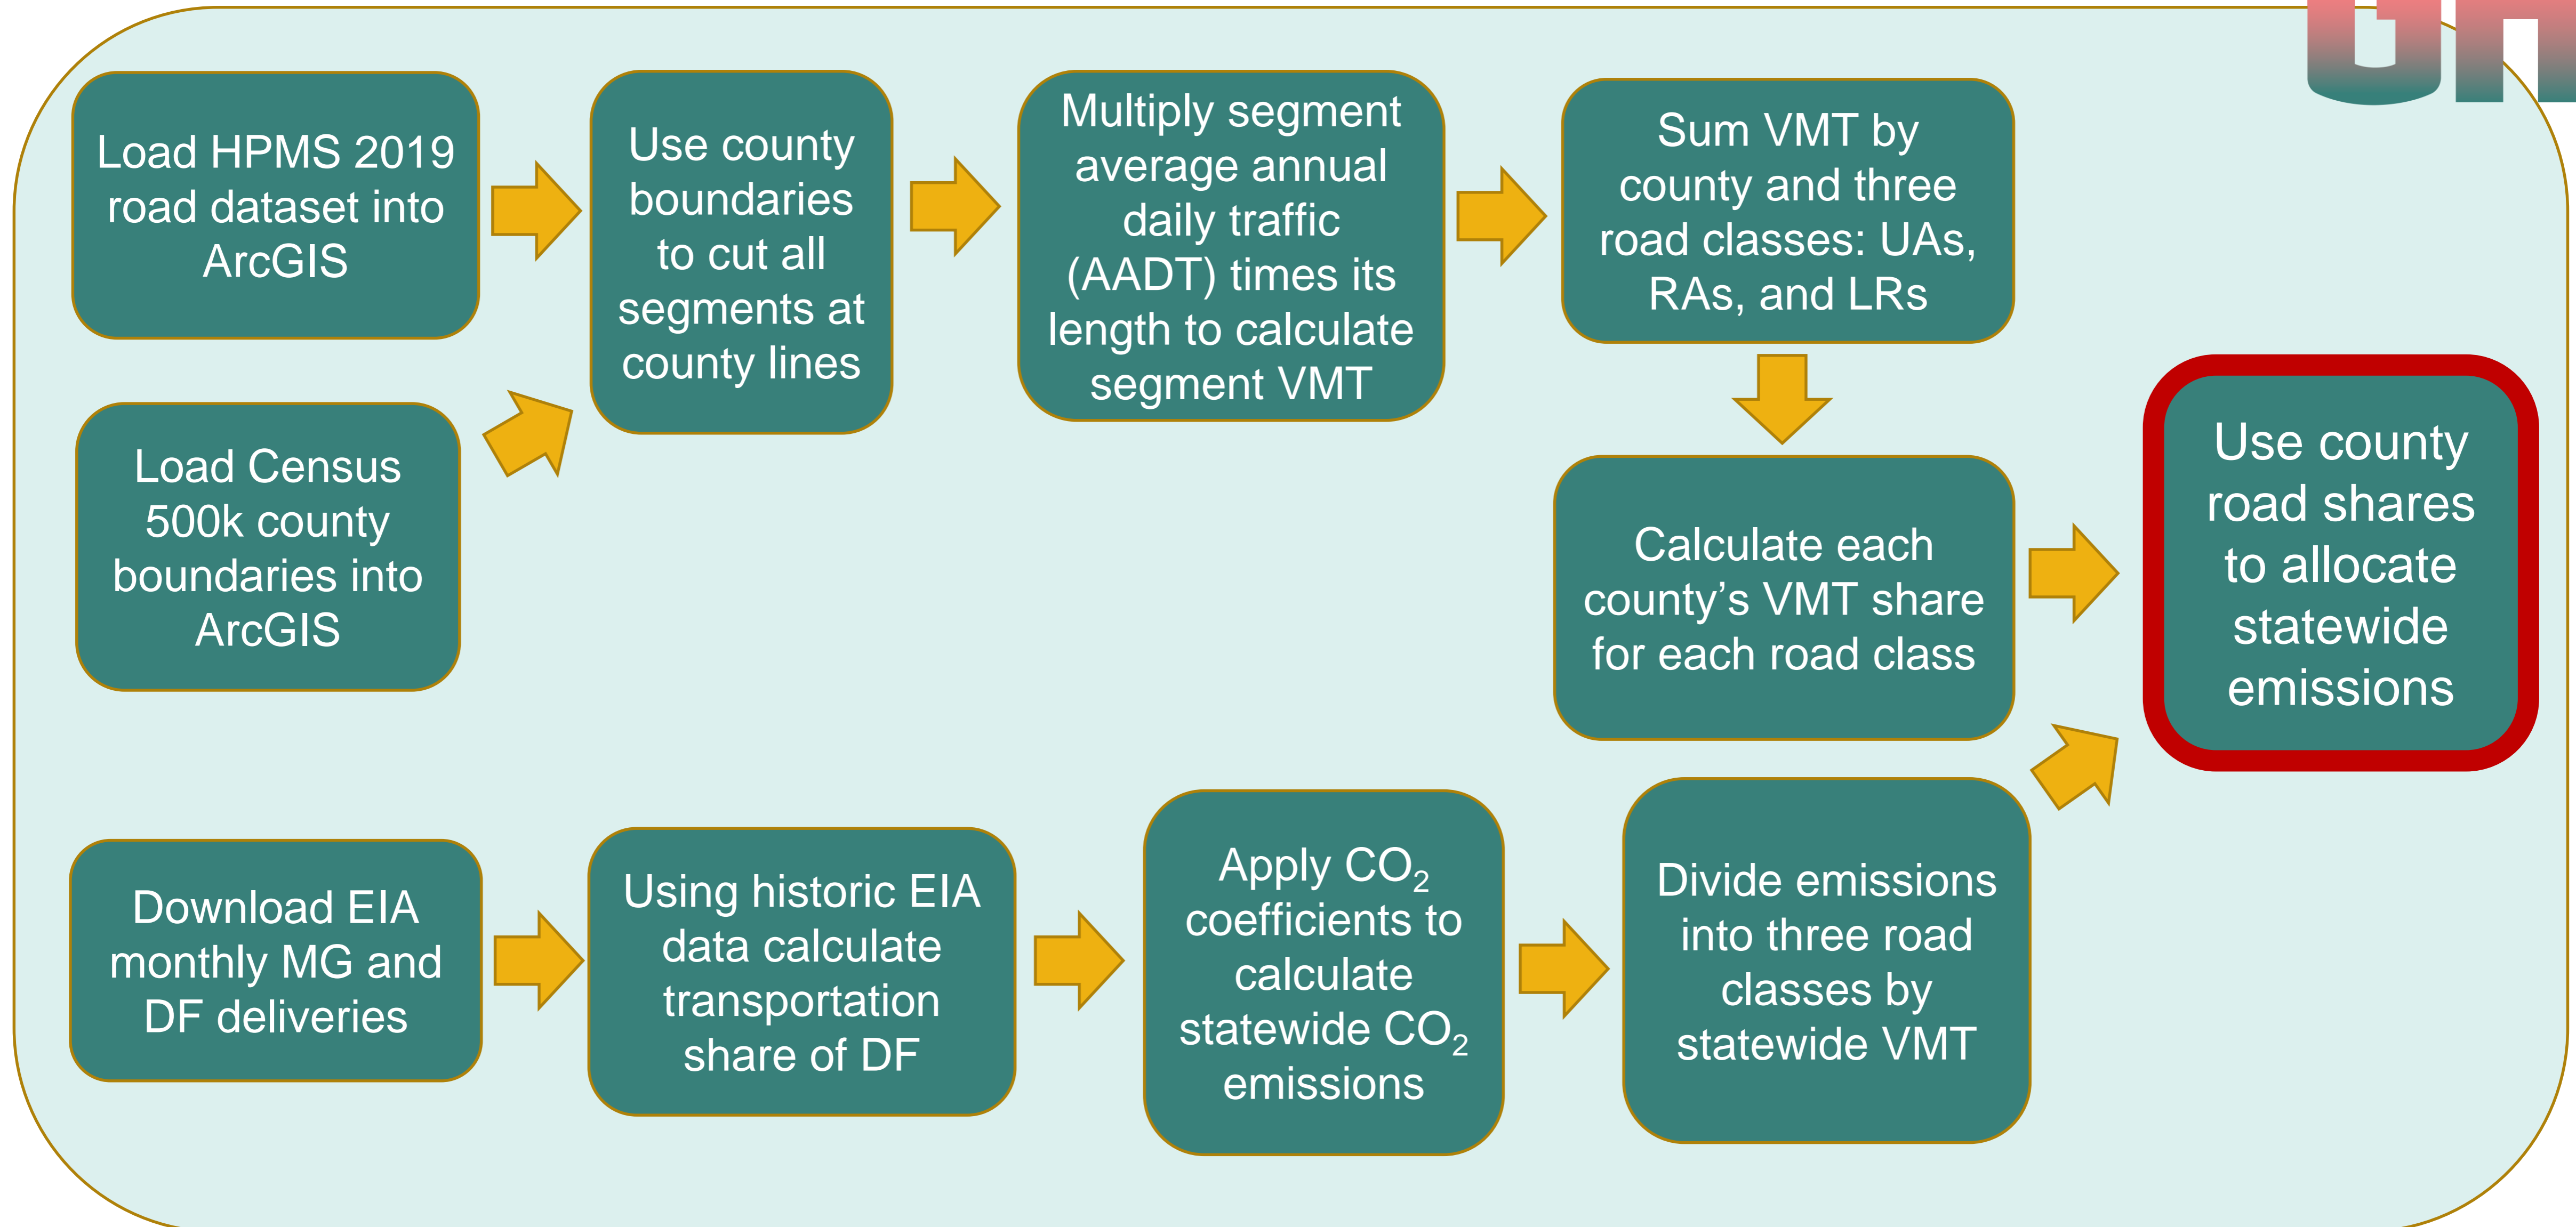 Load HPMS 2019
road dataset into
ArcGIS
Load Census
500k county
boundaries into
ArcGIS
Use county
boundaries
to cut all
segments at
county lines
Multiply segment
average annual
daily traffic
(AADT) times its
length to calculate
segment VMT
Sum VMT by
county and three
road classes: UAs,
RAs, and LRs
Calculate each
county’s VMT share
for each road class
Download EIA
monthly MG and
DF deliveries
Using historic EIA
data calculate
transportation
share of DF
Apply CO₂
coefficients to
calculate
statewide CO₂
emissions
Divide emissions
into three road
classes by
statewide VMT
Use county
road shares
to allocate
statewide
emissions